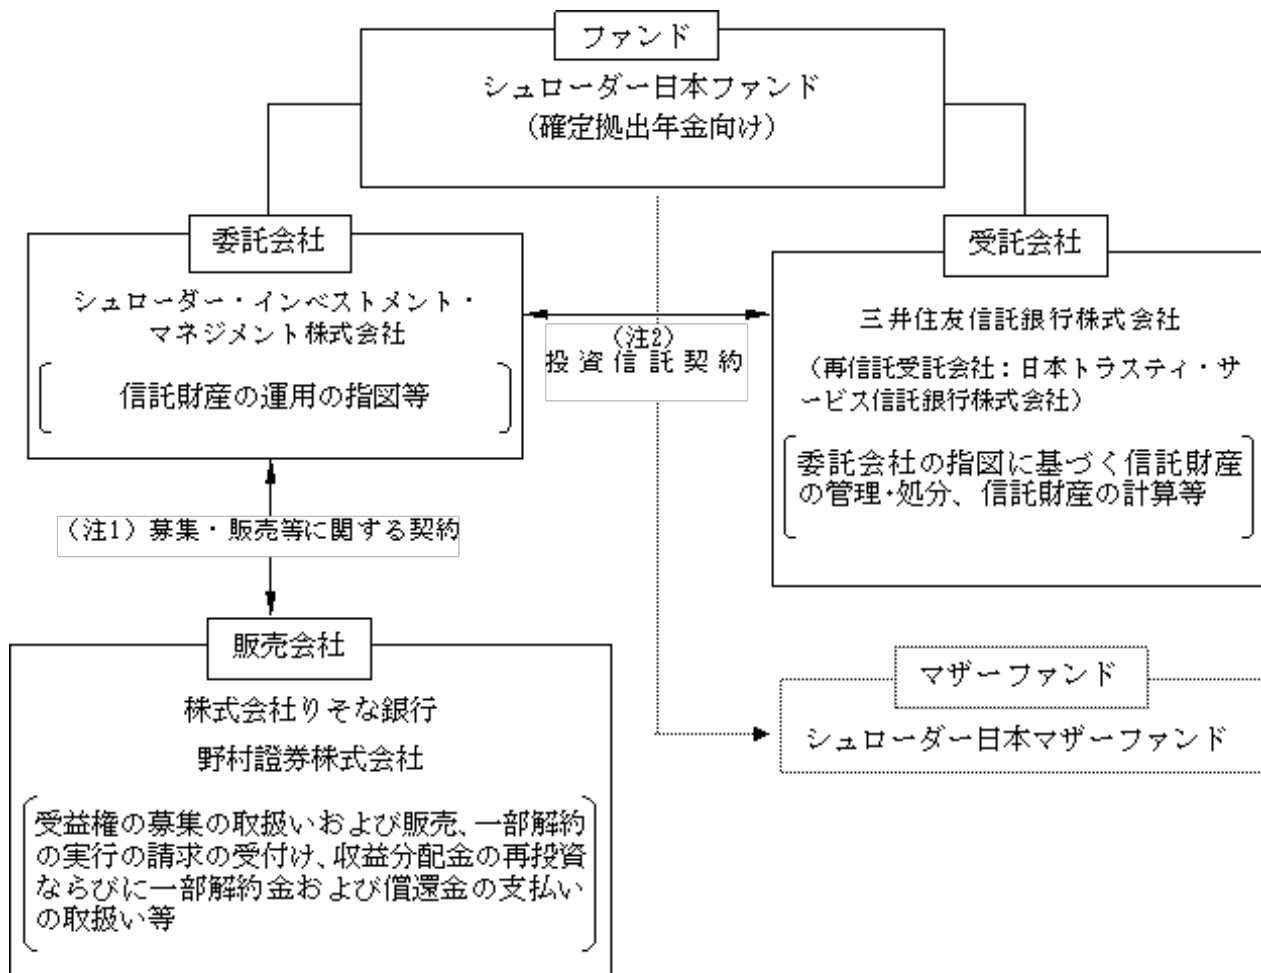 ファンド
シュローダー日本ファンド
(確定拠出年金向け)
委託会社
シュローダー・インベストメント・
マネジメント株式会社
信託財産の運用の指図等
(注2)
投資信託契約
受託会社
三井住友信託銀行株式会社
(再信託受託会社:日本トラスティ・サ
ービス信託銀行株式会社)
委託会社の指図に基づく信託財産
の管理・処分、信託財産の計算等
(注1)募集・販売等に関する契約
販売会社
株式会社りそな銀行
野村證券株式会社
受益権の募集の取扱いおよび販売、一部解約
の実行の請求の受付け、収益分配金の再投資
ならびに一部解約金および償還金の支払い
の取扱い等
マザーファンド
シュローダー日本マザーファンド